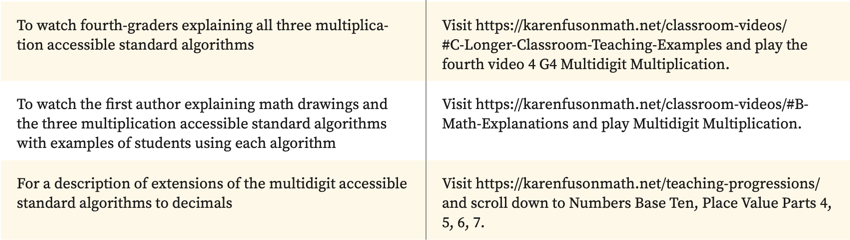 To watch fourth-graders explaining all three multiplica-
tion accessible standard algorithms
Visit https://karenfusonmath.net/classroom-videos/
#C-Longer-Classroom-Teaching-Examples and play the
fourth video 4 G4 Multidigit Multiplication.
To watch the first author explaining math drawings and
the three multiplication accessible standard algorithms
with examples of students using each algorithm
Visit https://karenfusonmath.net/classroom-videos/#B-
Math-Explanations and play Multidigit Multiplication.
For a description of extensions of the multidigit accessible
standard algorithms to decimals
Visit https://karenfusonmath.net/teaching-progressions/
and scroll down to Numbers Base Ten, Place Value Parts 4,
5, 6, 7.